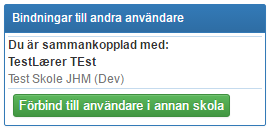 Bindningar till andra användare
Du är sammankopplad med:
TestLærer TEst
Test Skole JHM (Dev)
Förbind till användare i annan skola